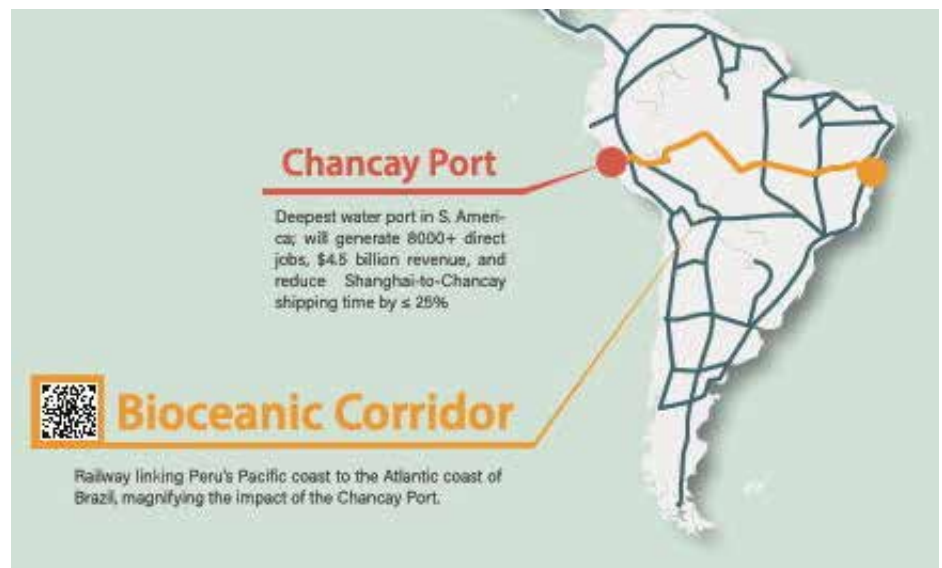 Chancay Port
Deepest water port in S. Ameri-
ca; will generate 8000+ direct
jobs, $4.5 billion revenue, and
reduce Shanghai-to-Chancay
shipping time by ≤ 25%
Bioceanic Corridor
Railway linking Peru's Pacific coast to the Atlantic coast of
Brazil, magnifying the impact of the Chancay Port.